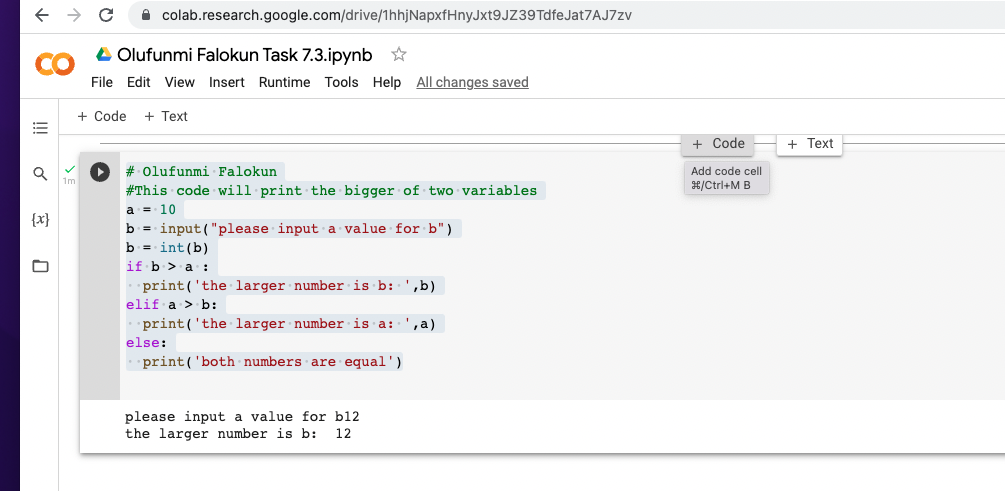 colab.research.google.com/drive/1hhjNapxfHnyJxt9JZ39TdfeJat7AJ7zv
Olufunmi Falokun Task 7.3.ipynb
File Edit View Insert Runtime Tools Help All changes saved
+ Code + Text
+ Code + Text
Add code cell
⌘/Ctrl+M B
1m
{x}
# Olufunmi Falokun
#This code will print the bigger of two variables
a = 10
b = input("please input a value for b")
b = int(b)
if b > a :
  print('the larger number is b: ',b)
elif a > b:
  print('the larger number is a: ',a)
else:
  print('both numbers are equal')
please input a value for b12
the larger number is b:  12